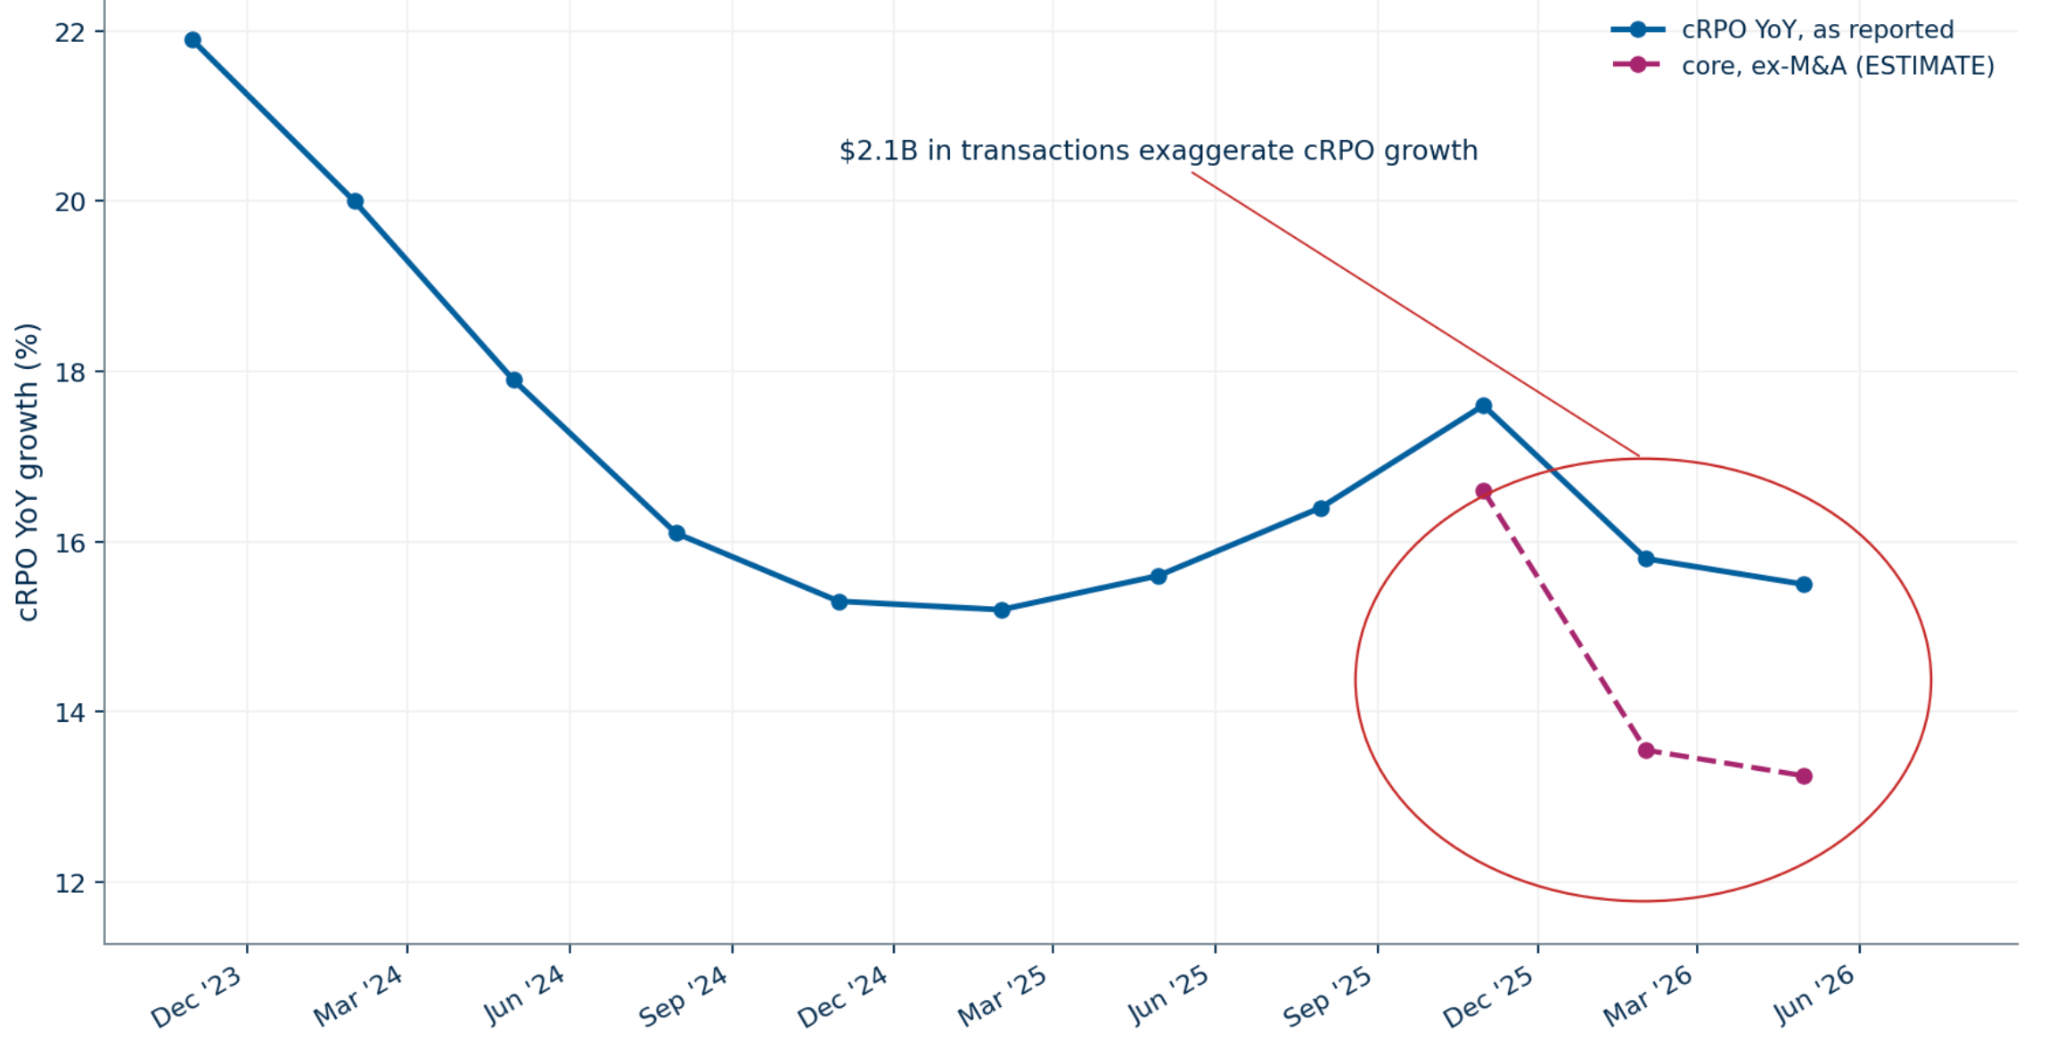 22
cRPO YoY, as reported
core, ex-M&A (ESTIMATE)
$2.1B in transactions exaggerate cRPO growth
20
18
cRPO YoY growth (%)
16
14
12
Dec '23
Mar '24
Jun '24
Sep '24
Dec '24
Mar '25
Jun '25
Sep '25
Dec '25
Mar '26
Jun '26